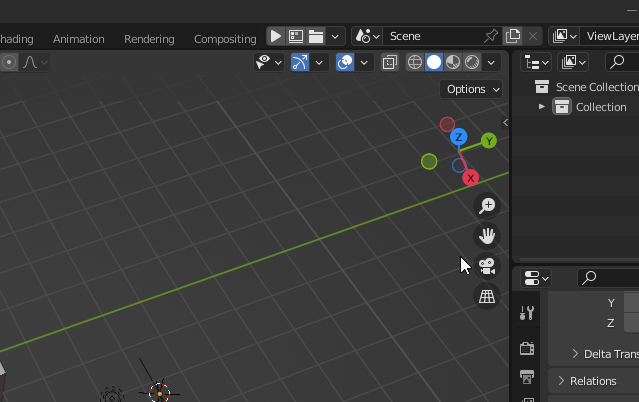 hading Animation Rendering Compositing Scene ViewLayer
Options
Scene Collection
Collection
Z
Y
X
Y
Z
Delta Trans
Relations